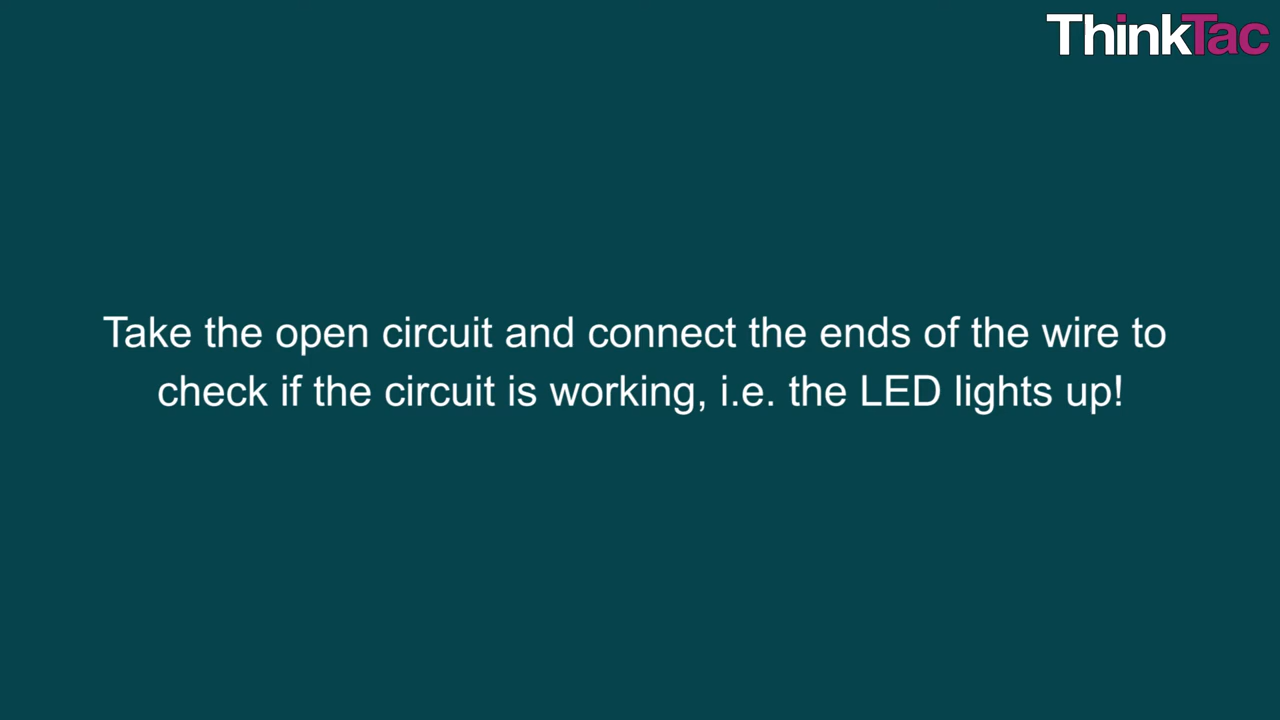 ThinkTac
Take the open circuit and connect the ends of the wire to
check if the circuit is working, i.e. the LED lights up!